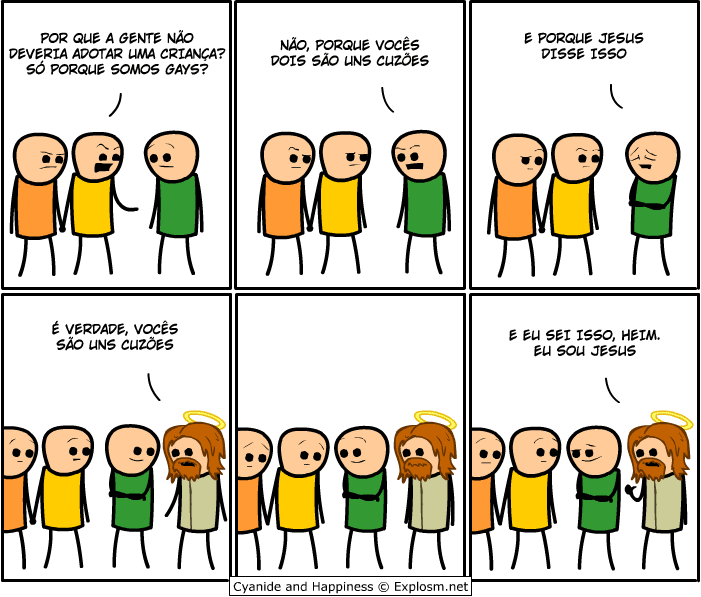 POR QUE A GENTE NÃO
DEVERIA ADOTAR UMA CRIANÇA?
SÓ PORQUE SOMOS GAYS?
NÃO, PORQUE VOCÊS
DOIS SÃO UNS CUZÕES
E PORQUE JESUS
DISSE ISSO
É VERDADE, VOCÊS
SÃO UNS CUZÕES
E EU SEI ISSO, HEIM.
EU SOU JESUS
Cyanide and Happiness © Explosm.net